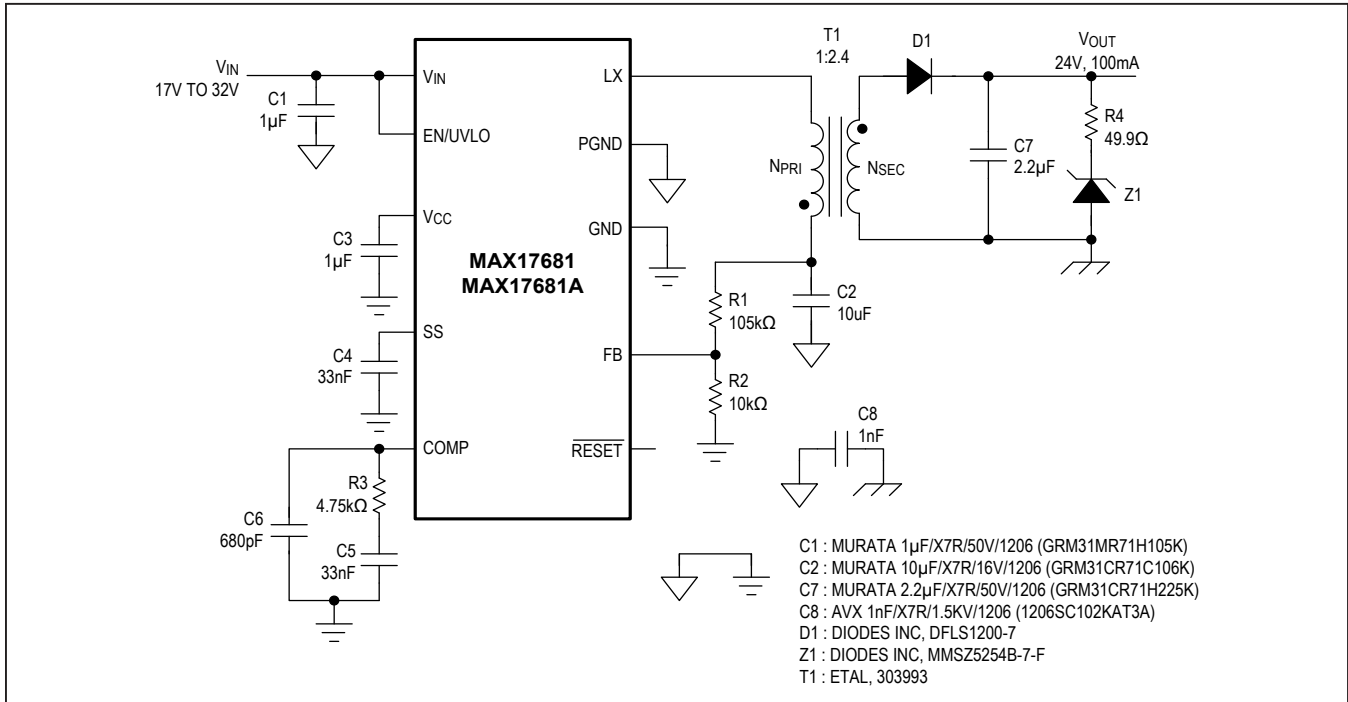 VIN
17V TO 32V
C1
1µF
VIN
EN/UVLO
VCC
C3
1µF
SS
C4
33nF
COMP
R3
4.75kΩ
C6
680pF
C5
33nF
MAX17681
MAX17681A
LX
PGND
GND
FB
RESET
T1
1:2.4
NPRI
NSEC
D1
VOUT
24V, 100mA
R4
49.9Ω
C7
2.2µF
Z1
R1
105kΩ
C2
10uF
R2
10kΩ
C8
1nF
C1 : MURATA 1µF/X7R/50V/1206 (GRM31MR71H105K)
C2 : MURATA 10µF/X7R/16V/1206 (GRM31CR71C106K)
C7 : MURATA 2.2µF/X7R/50V/1206 (GRM31CR71H225K)
C8 : AVX 1nF/X7R/1.5KV/1206 (1206SC102KAT3A)
D1 : DIODES INC, DFLS1200-7
Z1 : DIODES INC, MMSZ5254B-7-F
T1 : ETAL, 303993